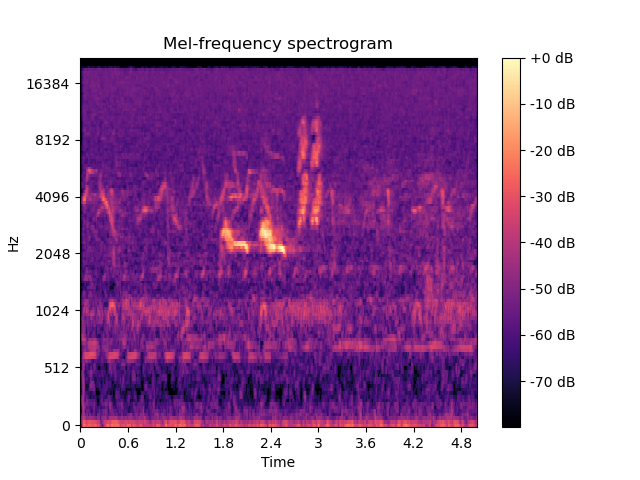 Mel-frequency spectrogram
+0 dB
16384
-10 dB
8192
-20 dB
4096
-30 dB
Hz
-40 dB
2048
-50 dB
1024
-60 dB
512
-70 dB
0
0 0.6 1.2 1.8 2.4 3 3.6 4.2 4.8
Time